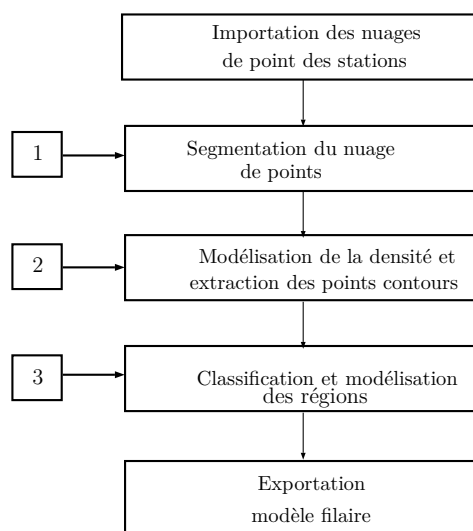 Importation des nuages
de point des stations
1
Segmentation du nuage
de points
2
Modélisation de la densité et
extraction des points contours
3
Classification et modélisation
des régions
Exportation
modèle filaire